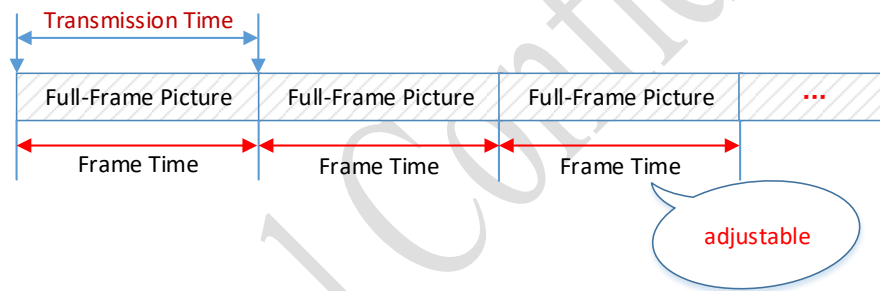 Transmission Time
Full-Frame Picture Full-Frame Picture Full-Frame Picture ...
Frame Time Frame Time Frame Time
adjustable